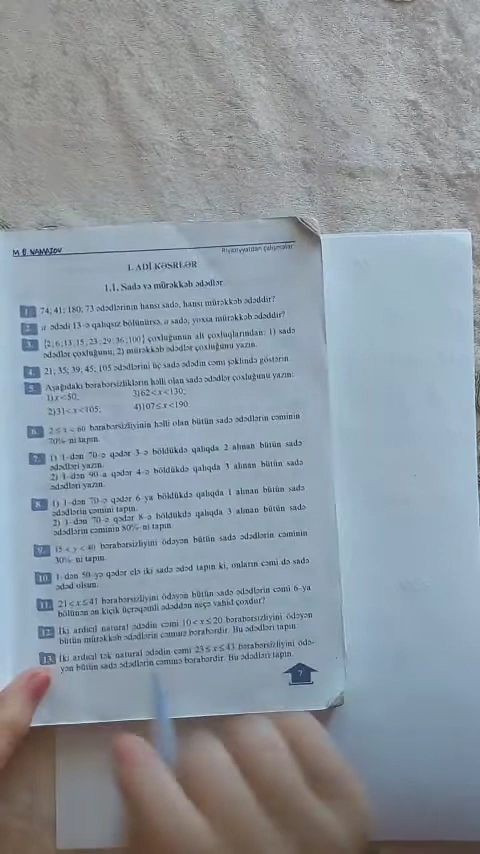 M.B. NAMAZOV
Riyaziyyatdan çalışmalar
I. ADİ KƏSRLƏR
1.1. Sadə və mürəkkəb ədədlər
1. 74; 41; 180; 73 ədədlərinin hansı sadə, hansı mürəkkəb ədəddir?
2. a ədədi 13-ə qalıqsız bölünürsə, a sadə, yoxsa mürəkkəb ədəddir?
3. {2; 6; 13; 15; 23; 29; 36; 100} çoxluğunun alt çoxluqlarından: 1) sadə
ədədlər çoxluğunu; 2) mürəkkəb ədədlər çoxluğunu yazın.
4. 21; 35; 39; 45; 105 ədədlərini üç sadə ədədin cəmi şəklində göstərin.
5. Aşağıdakı bərabərsizliklərin həlli olan sadə ədədlər çoxluğunu yazın:
1) x<50; 3) 62<x<130;
2) 31<x<105; 4) 107≤x<190.
6. 2≤x<60 bərabərsizliyinin həlli olan bütün sadə ədədlərin cəminin
70%-ni tapın.
7. 1) 1-dən 70-ə qədər 3-ə böldükdə qalıqda 2 alınan bütün sadə
ədədləri yazın.
2) 1-dən 90-a qədər 4-ə böldükdə qalıqda 3 alınan bütün sadə
ədədləri yazın.
8. 1) 1-dən 70-ə qədər 6-ya böldükdə qalıqda 1 alınan bütün sadə
ədədlərin cəmini tapın.
2) 1-dən 70-ə qədər 8-ə böldükdə qalıqda 3 alınan bütün sadə
ədədlərin cəminin 80%-ni tapın.
9. 15<y<40 bərabərsizliyini ödəyən bütün sadə ədədlərin cəminin
30%-ni tapın.
10. 1-dən 50-yə qədər elə iki sadə ədəd tapın ki, onların cəmi də sadə
ədəd olsun.
11. 21<x≤41 bərabərsizliyini ödəyən bütün sadə ədədlərin cəmi 6-ya
bölünən ən kiçik üçrəqəmli ədəddən neçə vahid çoxdur?
12. İki ardıcıl natural ədədin cəmi 10<x≤20 bərabərsizliyini ödəyən
bütün mürəkkəb ədədlərin cəminə bərabərdir. Bu ədədləri tapın.
13. İki ardıcıl tək natural ədədin cəmi 23≤x≤43 bərabərsizliyini ödə-
yən bütün sadə ədədlərin cəminə bərabərdir. Bu ədədləri tapın.
7